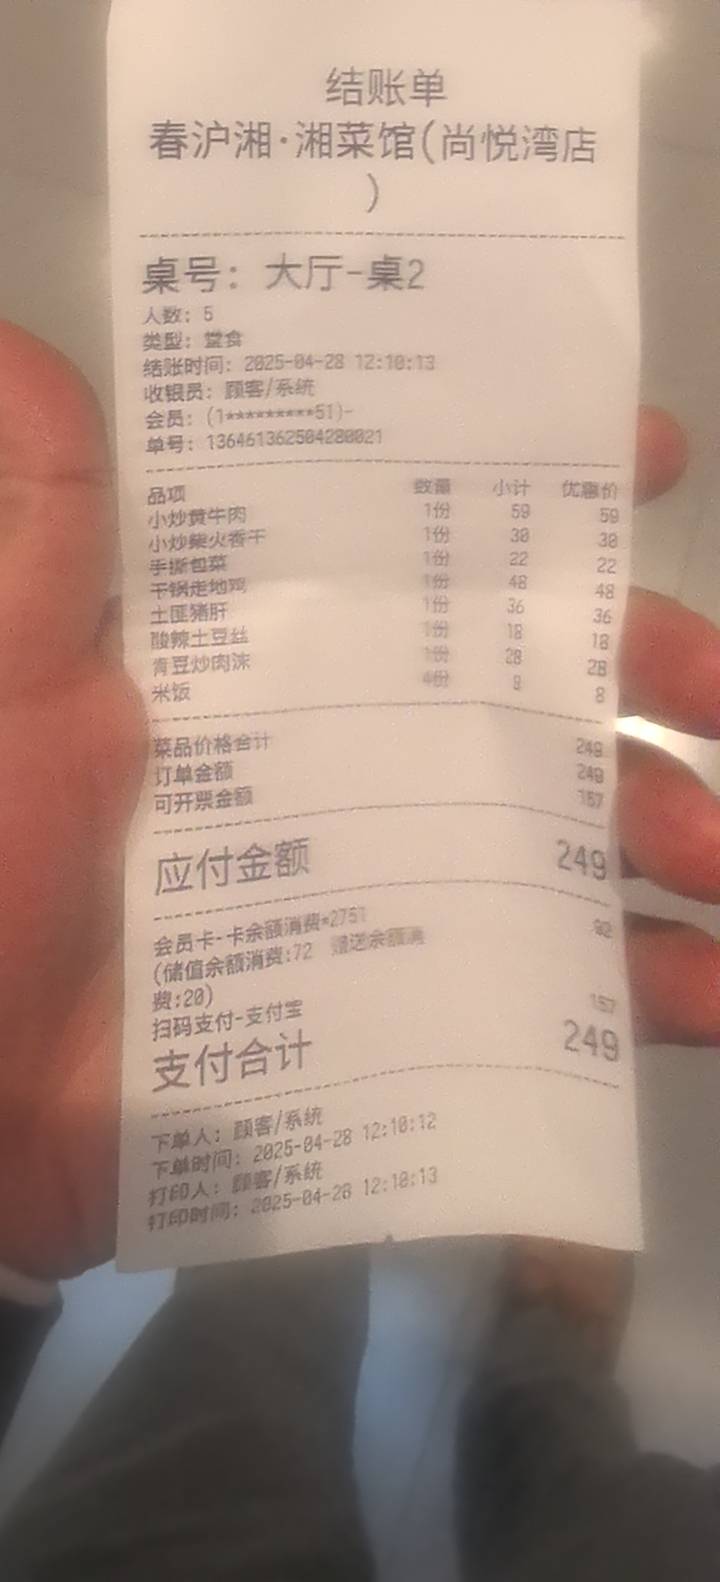 结账单
春沪湘·湘菜馆(尚悦湾店
)
桌号：大厅-桌2
人数：5
类型：堂食
结账时间：2025-04-28 12:10:13
收银员：顾客/系统
会员：(1*********51)-
单号：136461362504280021
品项 数量 小计 优惠价
小炒黄牛肉 1份 59 59
小炒柴火香干 1份 30 30
手撕包菜 1份 22 22
干锅走地鸡 1份 48 48
土匪猪肝 1份 36 36
酸辣土豆丝 1份 18 18
青豆炒肉沫 1份 28 28
米饭 4份 8 8
菜品价格合计 249
订单金额 249
可开票金额 157
应付金额 249
会员卡-卡余额消费*2751 92
(储值余额消费:72 赠送余额消
费:20)
扫码支付-支付宝 157
支付合计 249
下单人：顾客/系统
下单时间：2025-04-28 12:10:12
打印人：顾客/系统
打印时间：2025-04-28 12:10:13